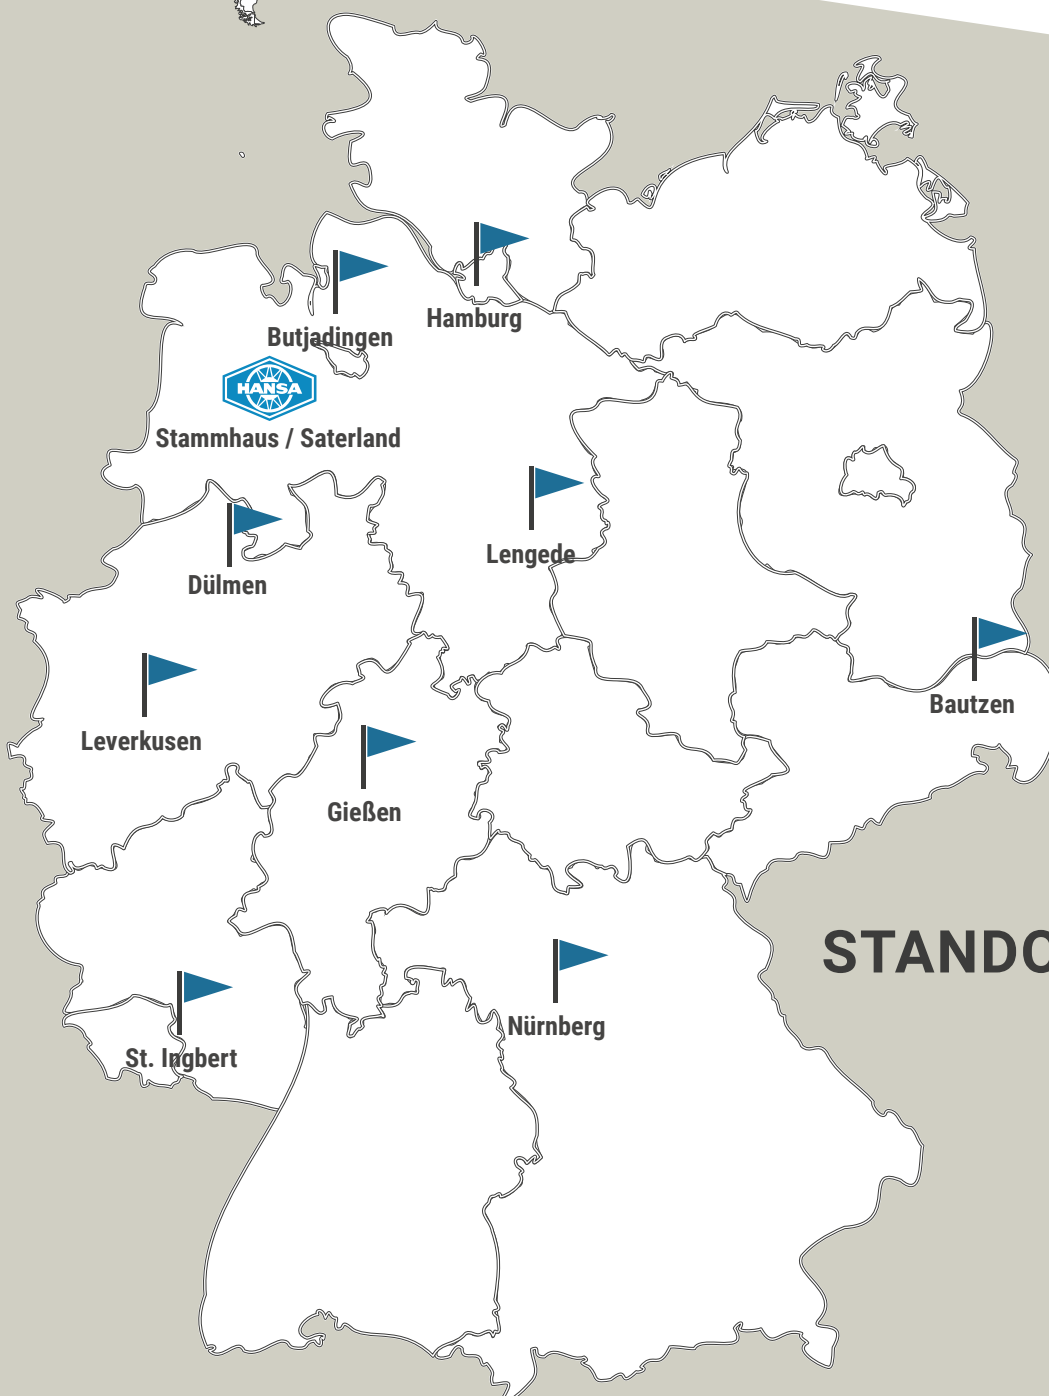 Hamburg
Butjadingen
HANSA
Stammhaus / Saterland
Lengede
Dülmen
Bautzen
Leverkusen
Gießen
STANDO
Nürnberg
St. Ingbert